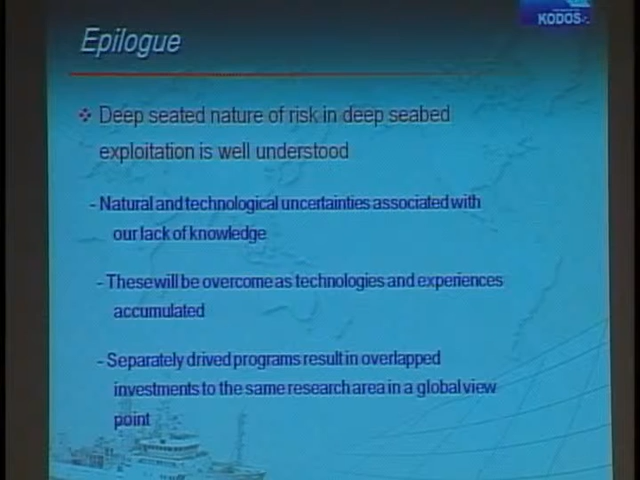 KODOS
Epilogue
Deep seated nature of risk in deep seabed
exploitation is well understood
- Natural and technological uncertainties associated with
our lack of knowledge
- These will be overcome as technologies and experiences
accumulated
- Separately drived programs result in overlapped
investments to the same research area in a global view
point